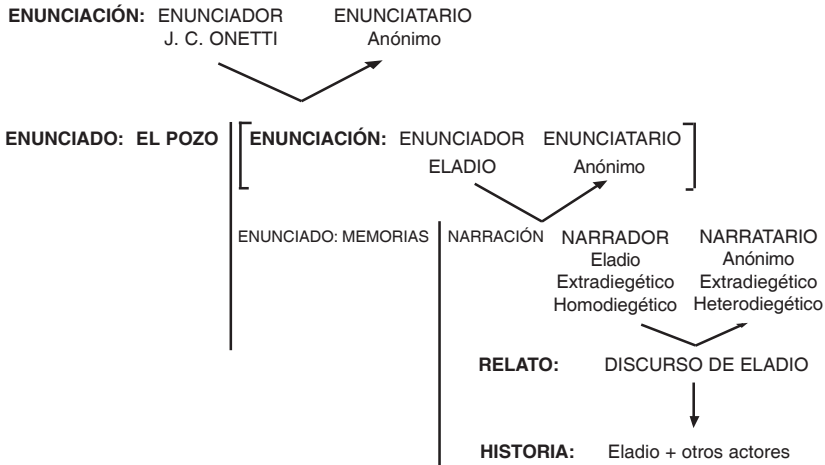 ENUNCIACIÓN: ENUNCIADOR ENUNCIATARIO
J. C. ONETTI Anónimo
ENUNCIADO: EL POZO ENUNCIACIÓN: ENUNCIADOR ENUNCIATARIO
ELADIO Anónimo
ENUNCIADO: MEMORIAS NARRACIÓN NARRADOR NARRATARIO
Eladio Anónimo
Extradiegético Extradiegético
Homodiegético Heterodiegético
RELATO: DISCURSO DE ELADIO
HISTORIA: Eladio + otros actores